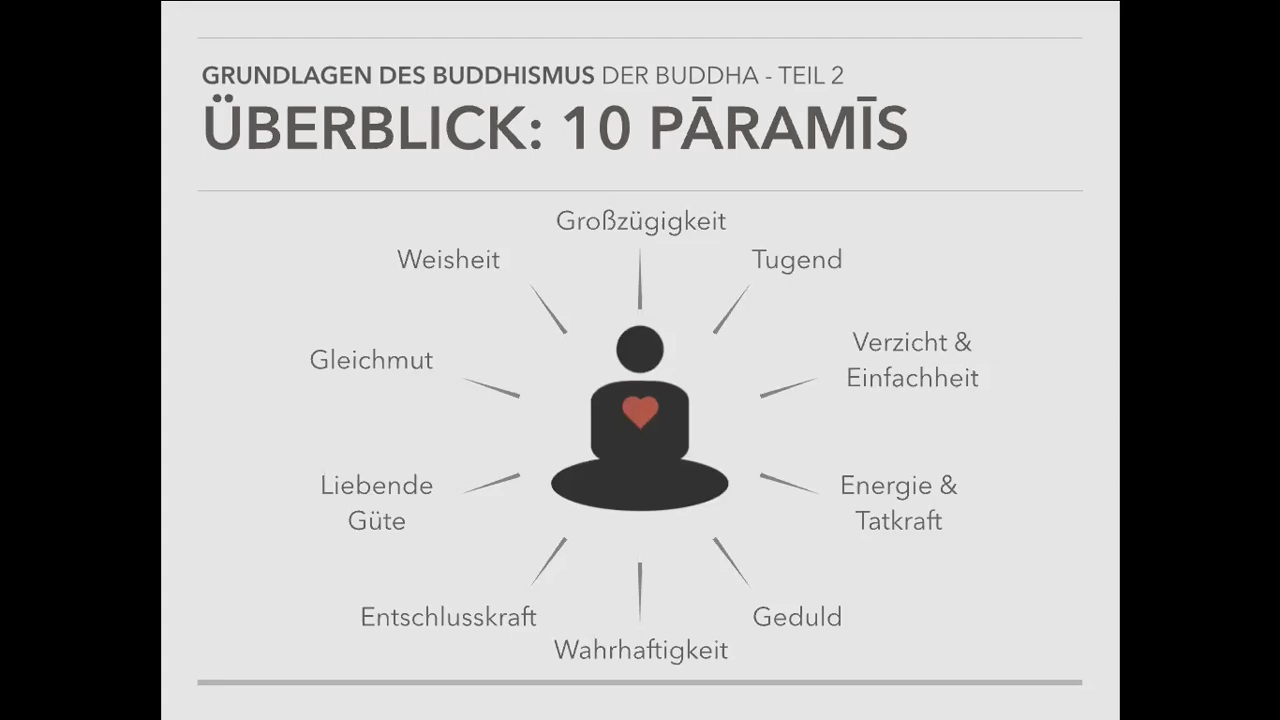 GRUNDLAGEN DES BUDDHISMUS DER BUDDHA - TEIL 2
ÜBERBLICK: 10 PĀRAMĪS
Großzügigkeit
Tugend
Verzicht &
Einfachheit
Energie &
Tatkraft
Geduld
Wahrhaftigkeit
Entschlusskraft
Liebende
Güte
Gleichmut
Weisheit